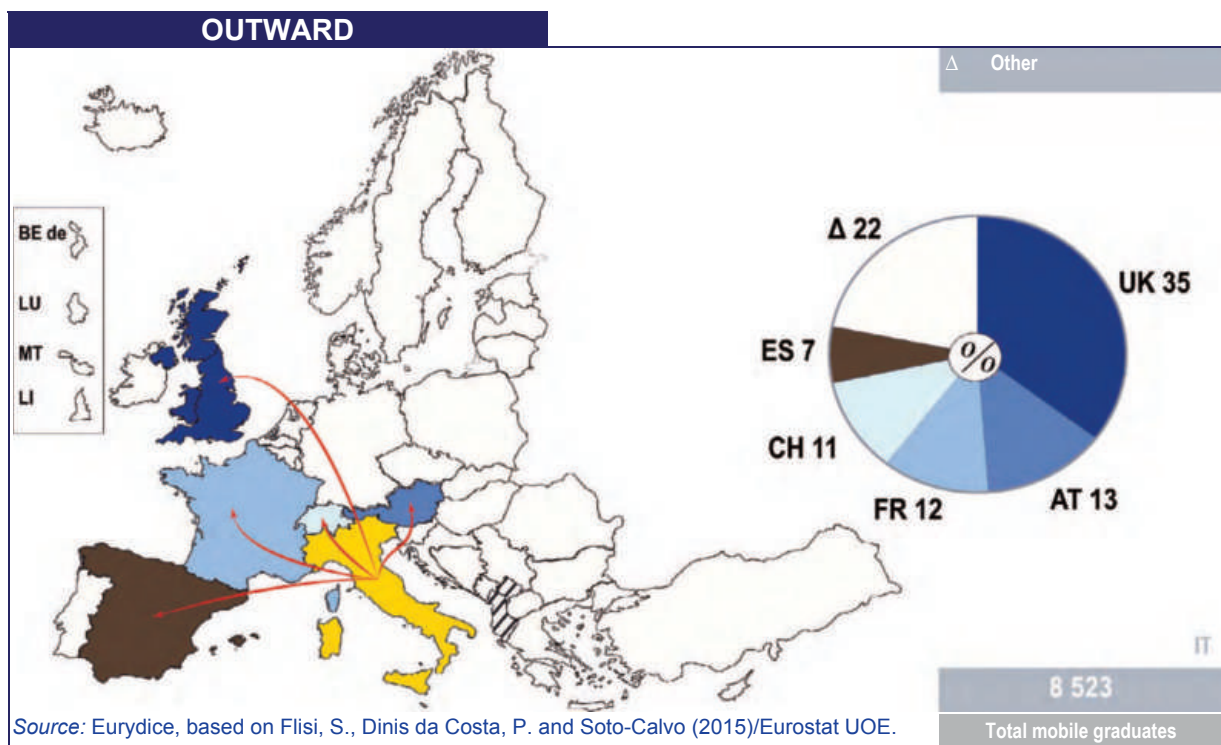 OUTWARD
Δ Other
BE de
LU
MT
LI
Δ 22
UK 35
ES 7
%
CH 11
FR 12
AT 13
IT
8 523
Total mobile graduates
Source: Eurydice, based on Flisi, S., Dinis da Costa, P. and Soto-Calvo (2015)/Eurostat UOE.